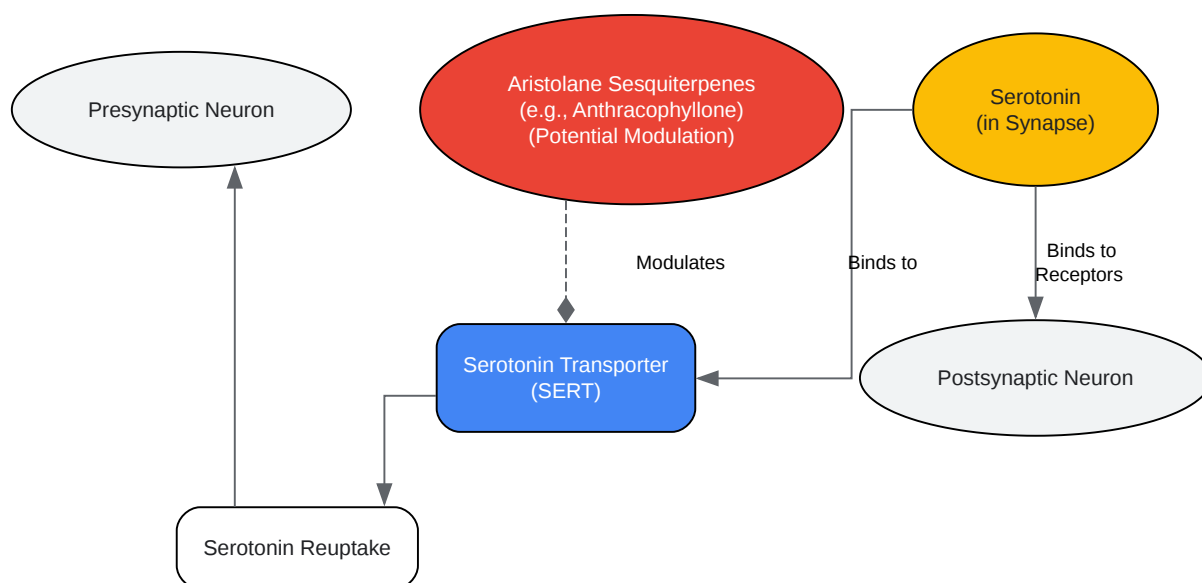 Presynaptic Neuron
Aristolane Sesquiterpenes
(e.g., Anthracophyllone)
(Potential Modulation)
Serotonin
(in Synapse)
Modulates
Binds to
Binds to
Receptors
Serotonin Transporter
(SERT)
Postsynaptic Neuron
Serotonin Reuptake